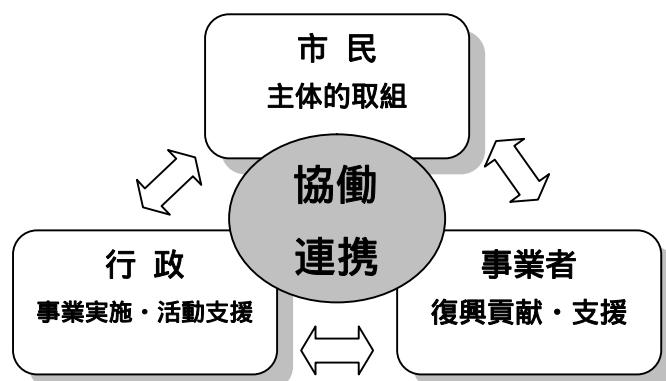 市 民
主体的取組
協働
連携
行 政
事業実施・活動支援
事業者
復興貢献・支援